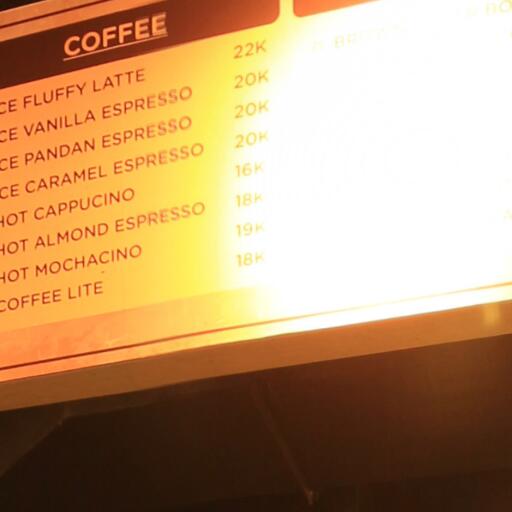 COFFEE
CE FLUFFY LATTE 22K
CE VANILLA ESPRESSO 20K
CE PANDAN ESPRESSO 20K
CE CARAMEL ESPRESSO 20K
HOT CAPPUCINO 16K
HOT ALMOND ESPRESSO 18K
HOT MOCHACINO 19K
COFFEE LITE 18K